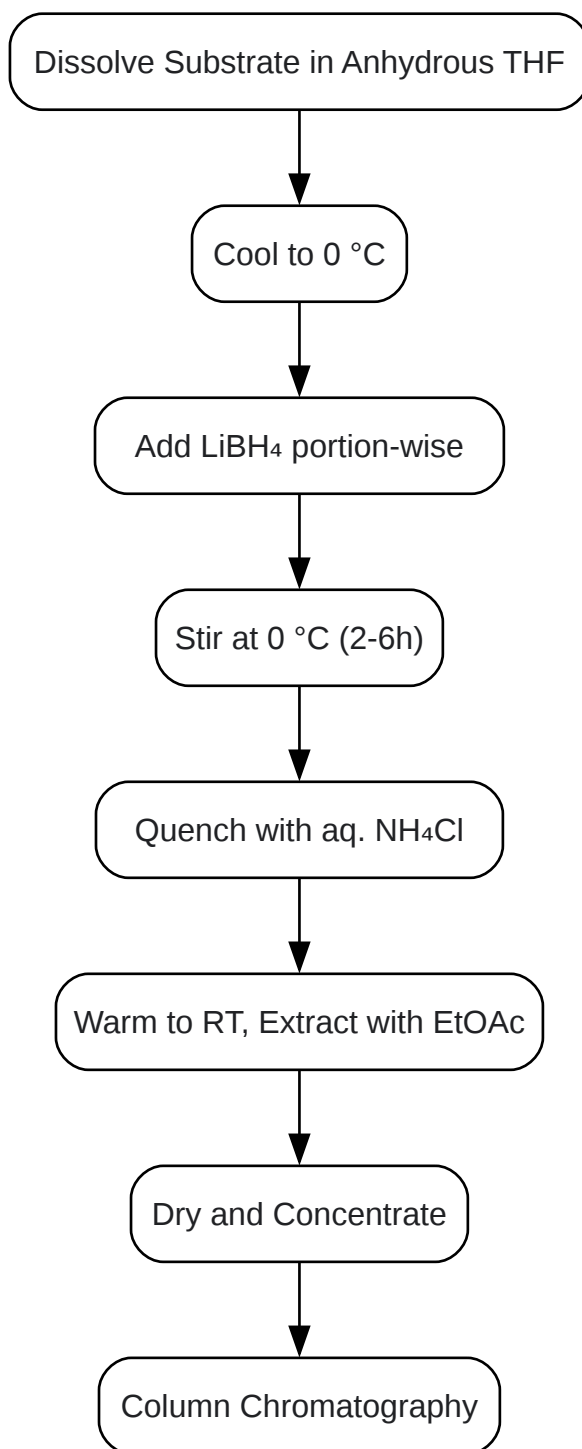 Dissolve Substrate in Anhydrous THF
Cool to 0 °C
Add LiBH₄ portion-wise
Stir at 0 °C (2-6h)
Quench with aq. NH₄Cl
Warm to RT, Extract with EtOAc
Dry and Concentrate
Column Chromatography